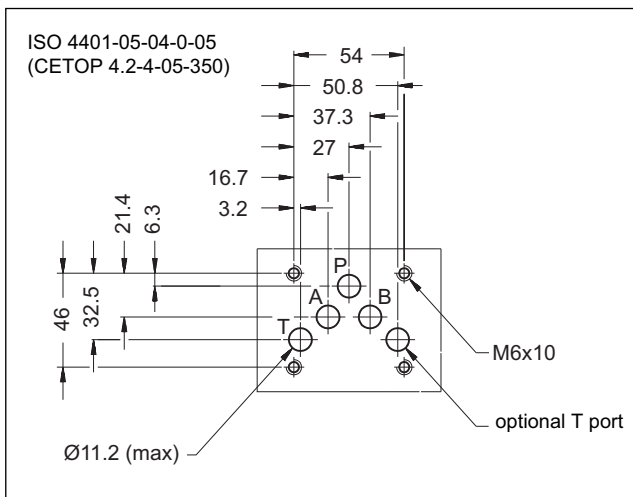 ISO 4401-05-04-0-05
(CETOP 4.2-4-05-350)
54
50.8
37.3
27
16.7
3.2
21.4
6.3
46
32.5
P
A
B
T
M6x10
optional T port
Ø11.2 (max)